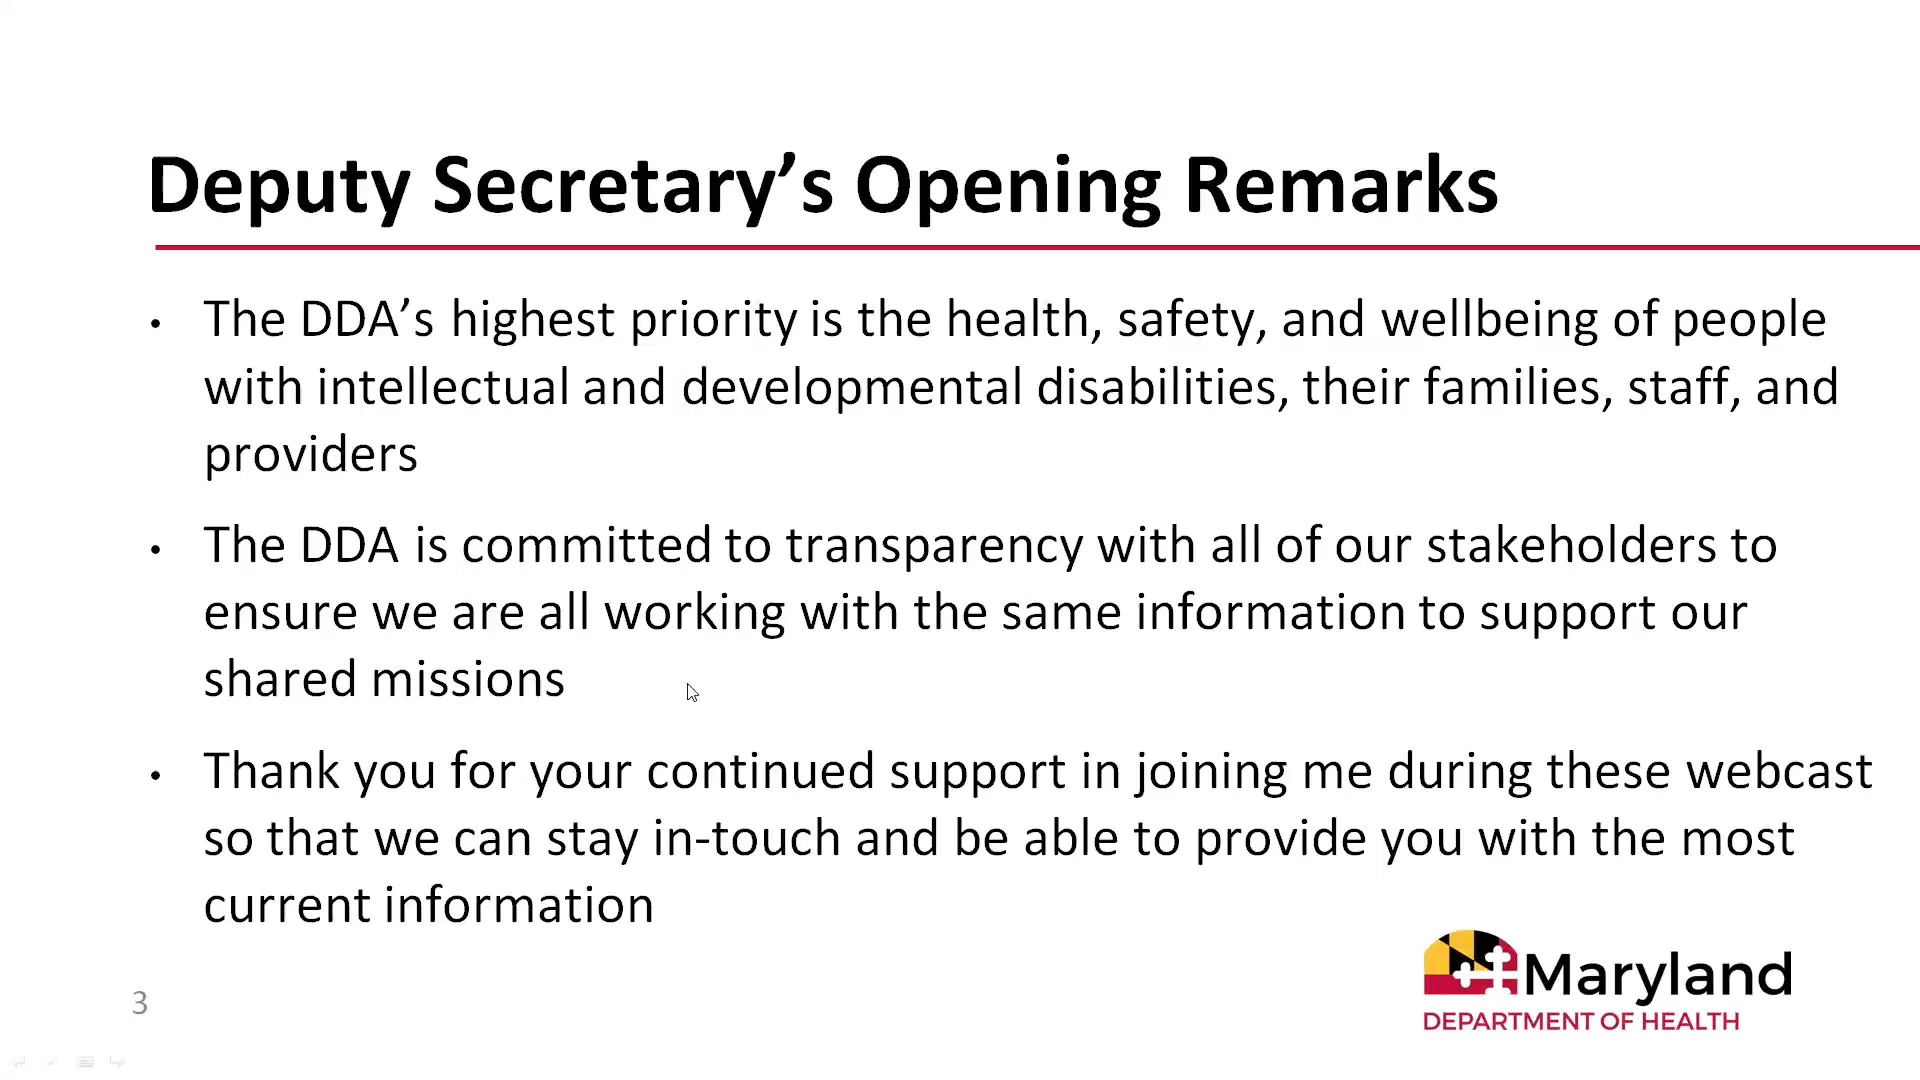 Deputy Secretary’s Opening Remarks
• The DDA’s highest priority is the health, safety, and wellbeing of people
with intellectual and developmental disabilities, their families, staff, and
providers
• The DDA is committed to transparency with all of our stakeholders to
ensure we are all working with the same information to support our
shared missions
• Thank you for your continued support in joining me during these webcast
so that we can stay in-touch and be able to provide you with the most
current information
3
Maryland
DEPARTMENT OF HEALTH